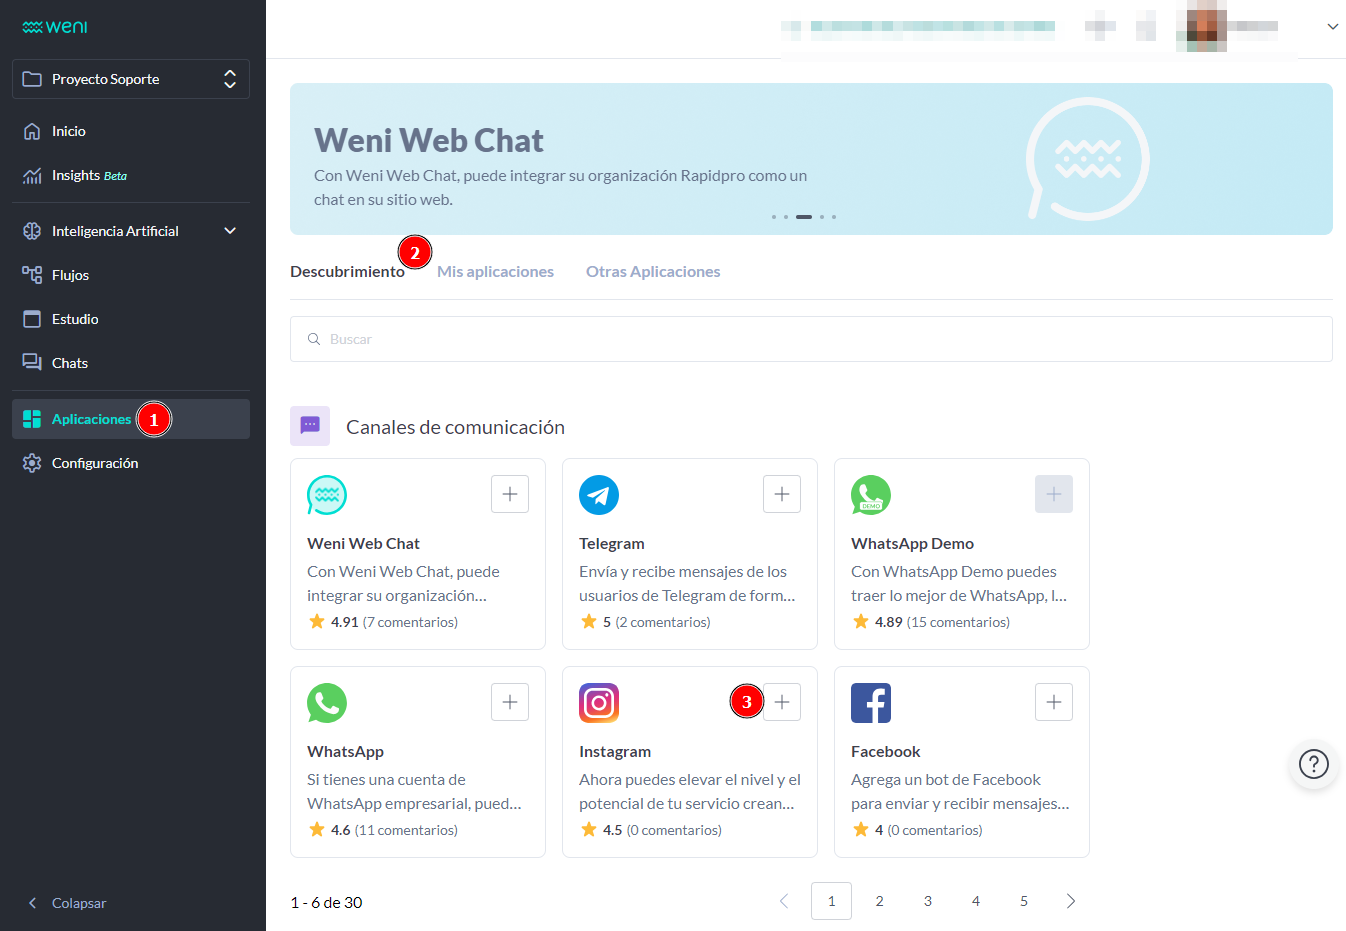 weni
Proyecto Soporte
Inicio
Insights Beta
Inteligencia Artificial
Flujos
Estudio
Chats
Aplicaciones 1
Configuración
Colapsar
Weni Web Chat
Con Weni Web Chat, puede integrar su organización Rapidpro como un
chat en su sitio web.
2
Descubrimiento Mis aplicaciones Otras Aplicaciones
Buscar
Canales de comunicación
Weni Web Chat
Con Weni Web Chat, puede
integrar su organización...
4.91 (7 comentarios)
Telegram
Envía y recibe mensajes de los
usuarios de Telegram de form...
5 (2 comentarios)
DEMO
WhatsApp Demo
Con WhatsApp Demo puedes
traer lo mejor de WhatsApp, l...
4.89 (15 comentarios)
WhatsApp
Si tienes una cuenta de
WhatsApp empresarial, pued...
4.6 (11 comentarios)
3
Instagram
Ahora puedes elevar el nivel y el
potencial de tu servicio crean...
4.5 (0 comentarios)
Facebook
Agrega un bot de Facebook
para enviar y recibir mensajes...
4 (0 comentarios)
1 - 6 de 30
1 2 3 4 5
?